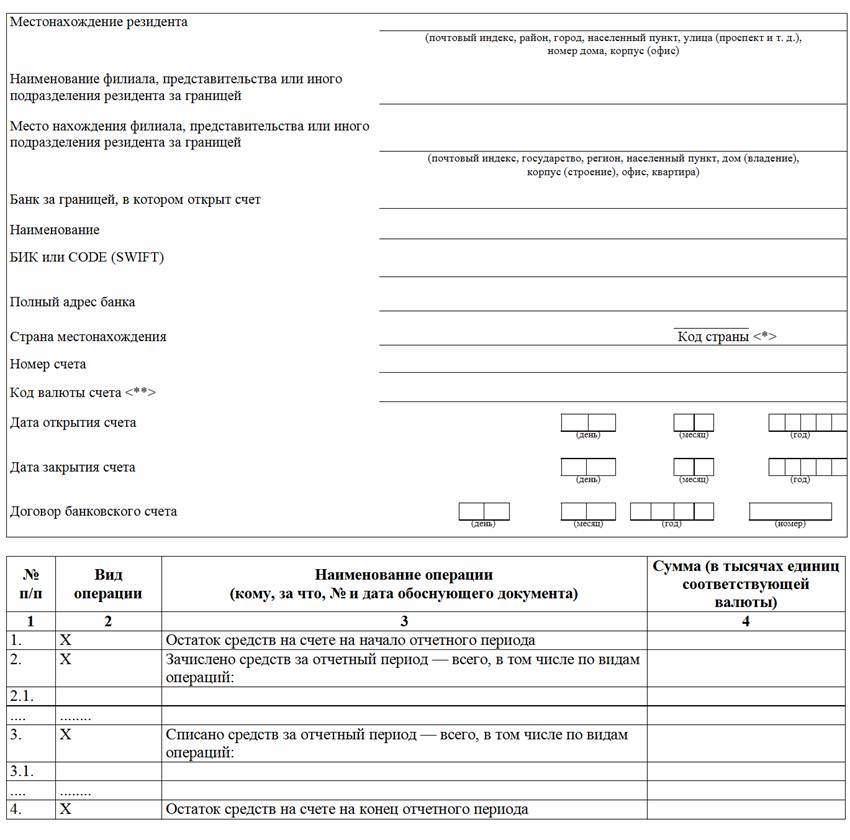 Местонахождение резидента
(почтовый индекс, район, город, населенный пункт, улица (проспект и т. д.),
номер дома, корпус (офис)
Наименование филиала, представительства или иного
подразделения резидента за границей
Место нахождения филиала, представительства или иного
подразделения резидента за границей
(почтовый индекс, государство, регион, населенный пункт, дом (владение),
корпус (строение), офис, квартира)
Банк за границей, в котором открыт счет
Наименование
БИК или CODE (SWIFT)
Полный адрес банка
Страна местонахождения Код страны <*>
Номер счета
Код валюты счета <**>
Дата открытия счета
(день) (месяц) (год)
Дата закрытия счета
(день) (месяц) (год)
Договор банковского счета
(день) (месяц) (год) (номер)
№ п/п Вид операции Наименование операции (кому, за что, № и дата обоснующего документа) Сумма (в тысячах единиц соответствующей валюты)
1 2 3 4
1. X Остаток средств на счете на начало отчетного периода
2. X Зачислено средств за отчетный период — всего, в том числе по видам
операций:
2.1.
.... ........
3. X Списано средств за отчетный период — всего, в том числе по видам
операций:
3.1.
.... ........
4. X Остаток средств на счете на конец отчетного периода